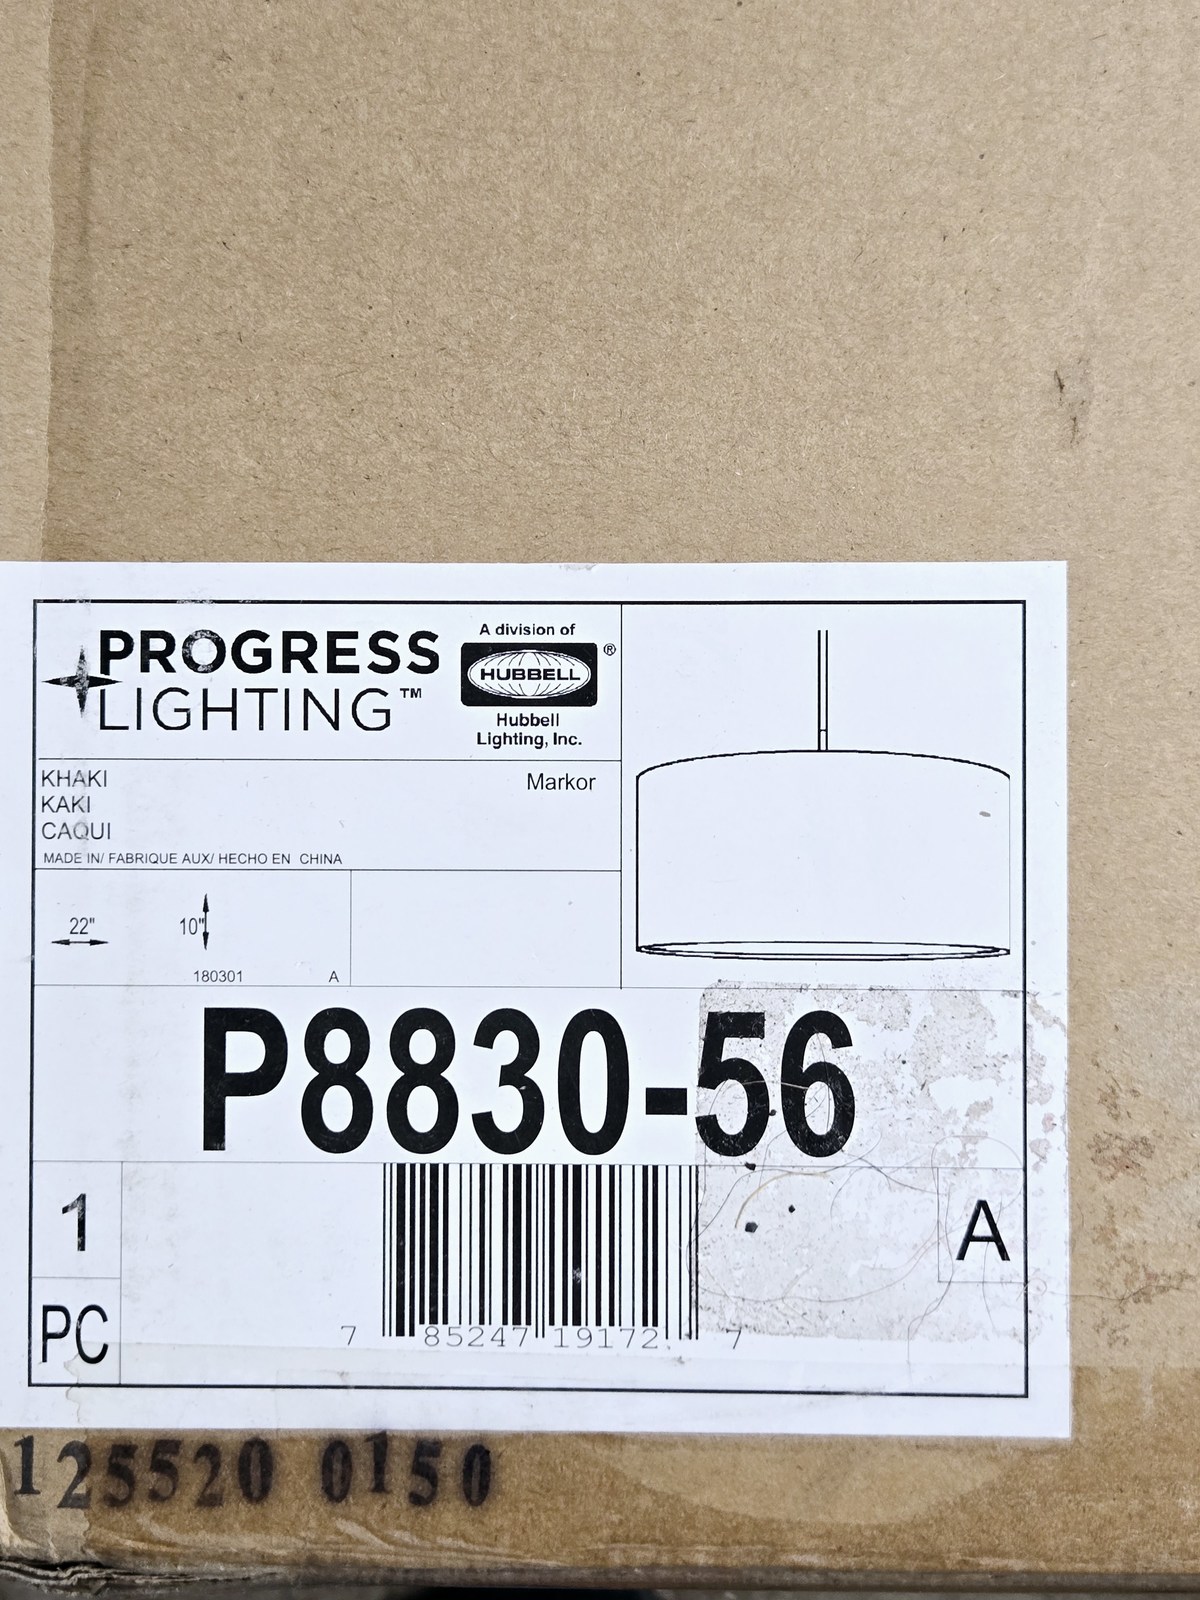 PROGRESS
LIGHTING™
A division of
HUBBELL®
Hubbell
Lighting, Inc.
KHAKI
KAKI
CAQUI
Markor
MADE IN/ FABRIQUE AUX/ HECHO EN CHINA
22"
10"
180301 A
P8830-56
1
PC
A
7 85247 19172 7
125520 0150